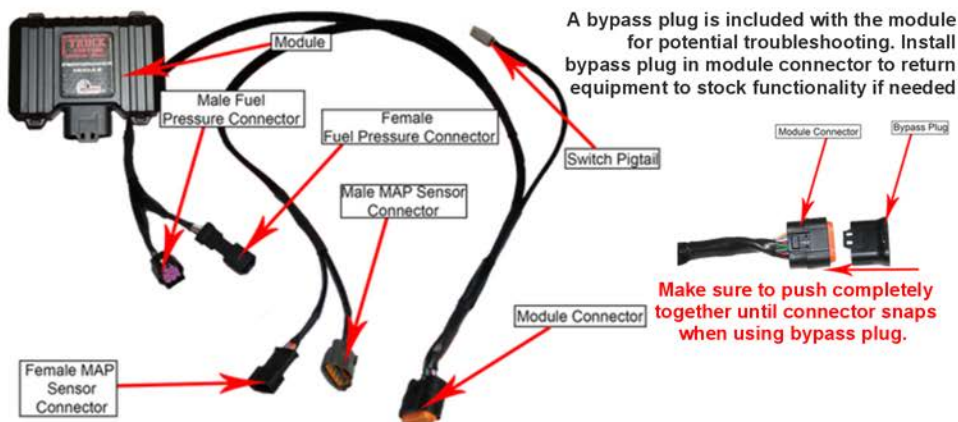 A bypass plug is included with the module
for potential troubleshooting. Install
bypass plug in module connector to return
equipment to stock functionality if needed
Module
Male Fuel
Pressure Connector
Female
Fuel Pressure Connector
Switch Pigtail
Male MAP Sensor
Connector
Module Connector
Female MAP
Sensor
Connector
Module Connector
Bypass Plug
Make sure to push completely
together until connector snaps
when using bypass plug.
TRUCK